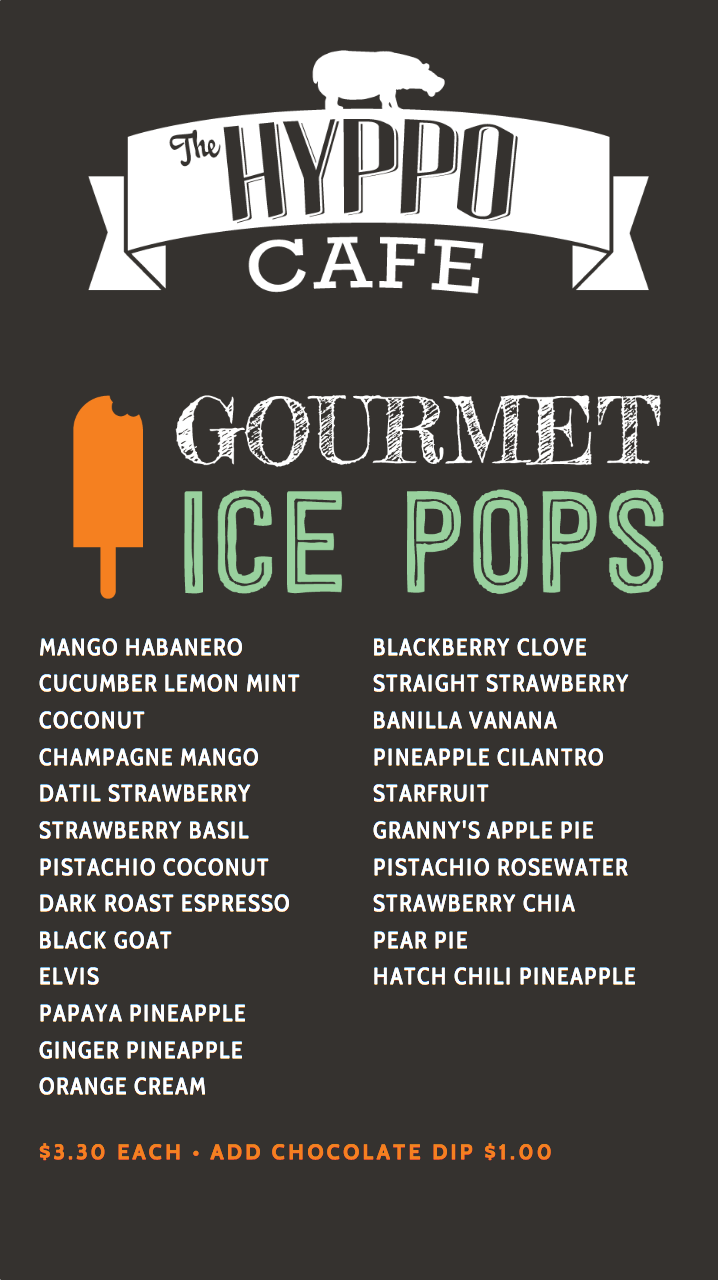 The HYPPO
CAFE
GOURMET
ICE POPS
MANGO HABANERO
CUCUMBER LEMON MINT
COCONUT
CHAMPAGNE MANGO
DATIL STRAWBERRY
STRAWBERRY BASIL
PISTACHIO COCONUT
DARK ROAST ESPRESSO
BLACK GOAT
ELVIS
PAPAYA PINEAPPLE
GINGER PINEAPPLE
ORANGE CREAM
BLACKBERRY CLOVE
STRAIGHT STRAWBERRY
BANILLA VANANA
PINEAPPLE CILANTRO
STARFRUIT
GRANNY'S APPLE PIE
PISTACHIO ROSEWATER
STRAWBERRY CHIA
PEAR PIE
HATCH CHILI PINEAPPLE
$3.30 EACH • ADD CHOCOLATE DIP $1.00